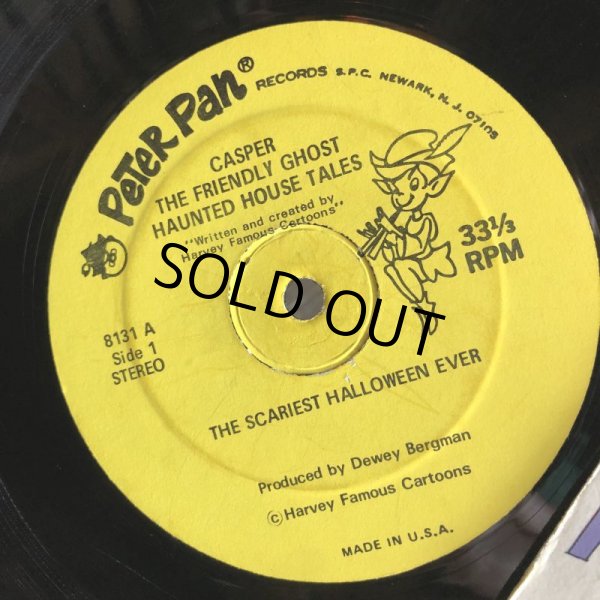 PETER PAN® RECORDS S.P.C. NEWARK, N. J. 07105
CASPER
THE FRIENDLY GHOST
HAUNTED HOUSE TALES
"Written and created by
Harvey Famous Cartoons"
33⅓
RPM
8131 A
Side 1
STEREO
SOLD OUT
THE SCARIEST HALLOWEEN EVER
Produced by Dewey Bergman
©Harvey Famous Cartoons
MADE IN U.S.A.